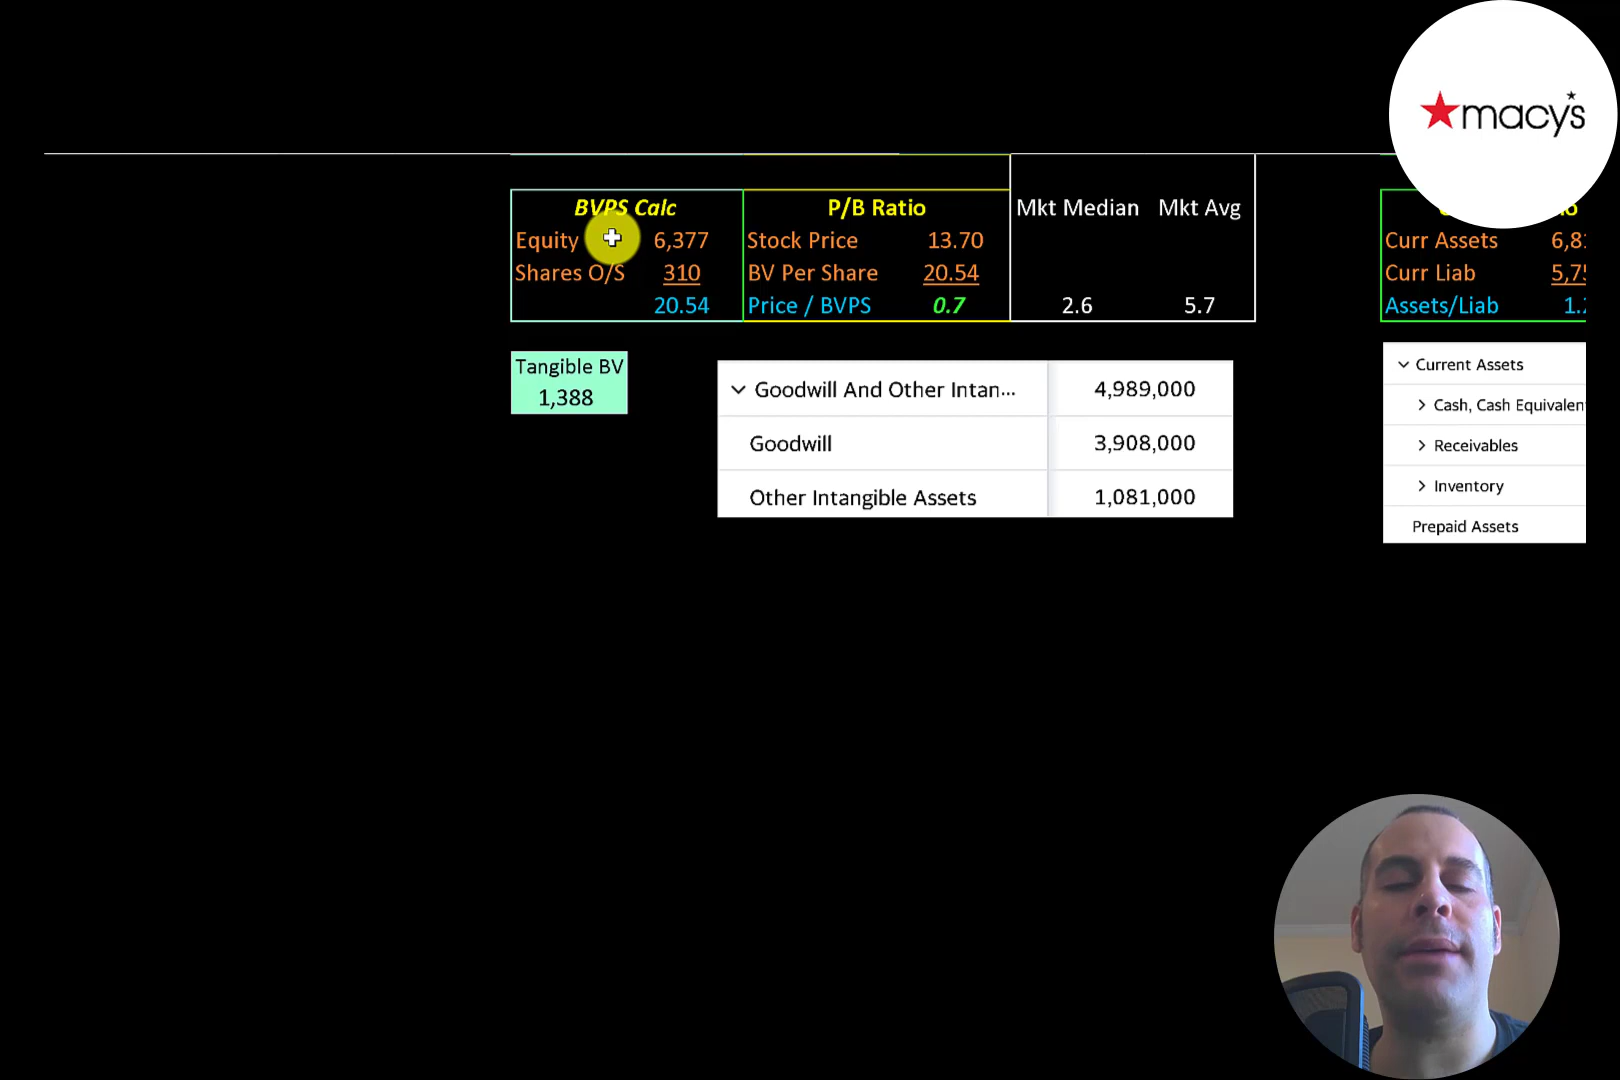 macy's
BVPS Calc
Equity 6,377
Shares O/S 310
20.54
P/B Ratio
Stock Price 13.70
BV Per Share 20.54
Price / BVPS 0.7
Mkt Median Mkt Avg
2.6 5.7
Curr Assets
Curr Liab
Assets/Liab
Tangible BV
1,388
Goodwill And Other Intan... 4,989,000
Goodwill 3,908,000
Other Intangible Assets 1,081,000
Current Assets
Cash, Cash
Receivables
Inventory
Prepaid Assets